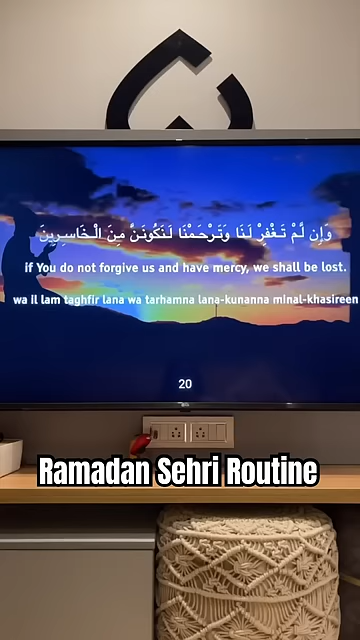 وَإِن لَّمْ تَغْفِرْ لَنَا وَتَرْحَمْنَا لَنَكُونَنَّ مِنَ الْخَاسِرِينَ
if You do not forgive us and have mercy, we shall be lost.
wa il lam taghfir lana wa tarhamna lana-kunanna minal-khasireen
20
Ramadan Sehri Routine